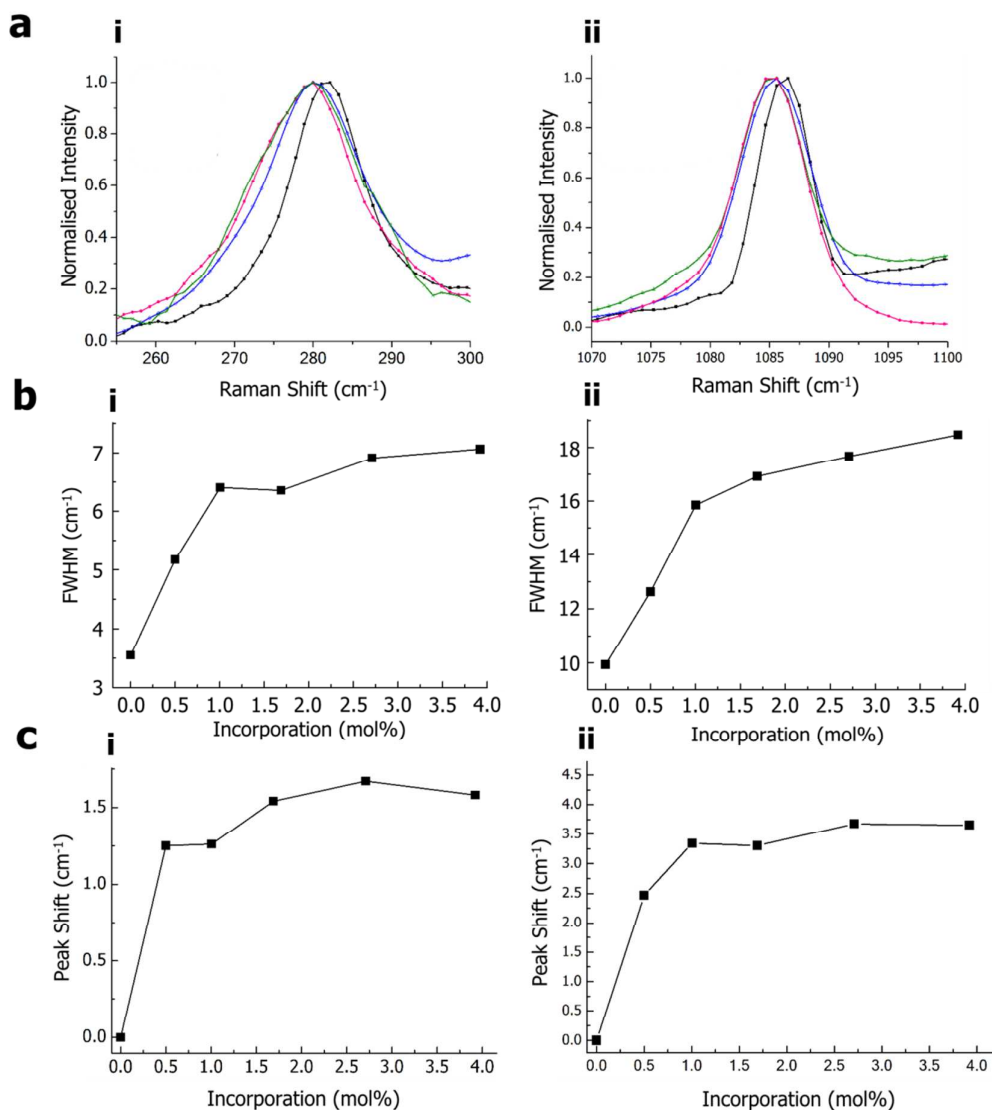 a
i
ii
Normalised Intensity
1.0
0.8
0.6
0.4
0.2
0.0
260 270 280 290 300
Raman Shift (cm⁻¹)
Normalised Intensity
1.0
0.8
0.6
0.4
0.2
0.0
1070 1075 1080 1085 1090 1095 1100
Raman Shift (cm⁻¹)
b
i
ii
FWHM (cm⁻¹)
7
6
5
4
3
0.0 0.5 1.0 1.5 2.0 2.5 3.0 3.5 4.0
Incorporation (mol%)
FWHM (cm⁻¹)
18
16
14
12
10
0.0 0.5 1.0 1.5 2.0 2.5 3.0 3.5 4.0
Incorporation (mol%)
c
i
ii
Peak Shift (cm⁻¹)
1.5
1.0
0.5
0.0
0.0 0.5 1.0 1.5 2.0 2.5 3.0 3.5 4.0
Incorporation (mol%)
Peak Shift (cm⁻¹)
4.5
4.0
3.5
3.0
2.5
2.0
1.5
1.0
0.5
0.0
0.0 0.5 1.0 1.5 2.0 2.5 3.0 3.5 4.0
Incorporation (mol%)